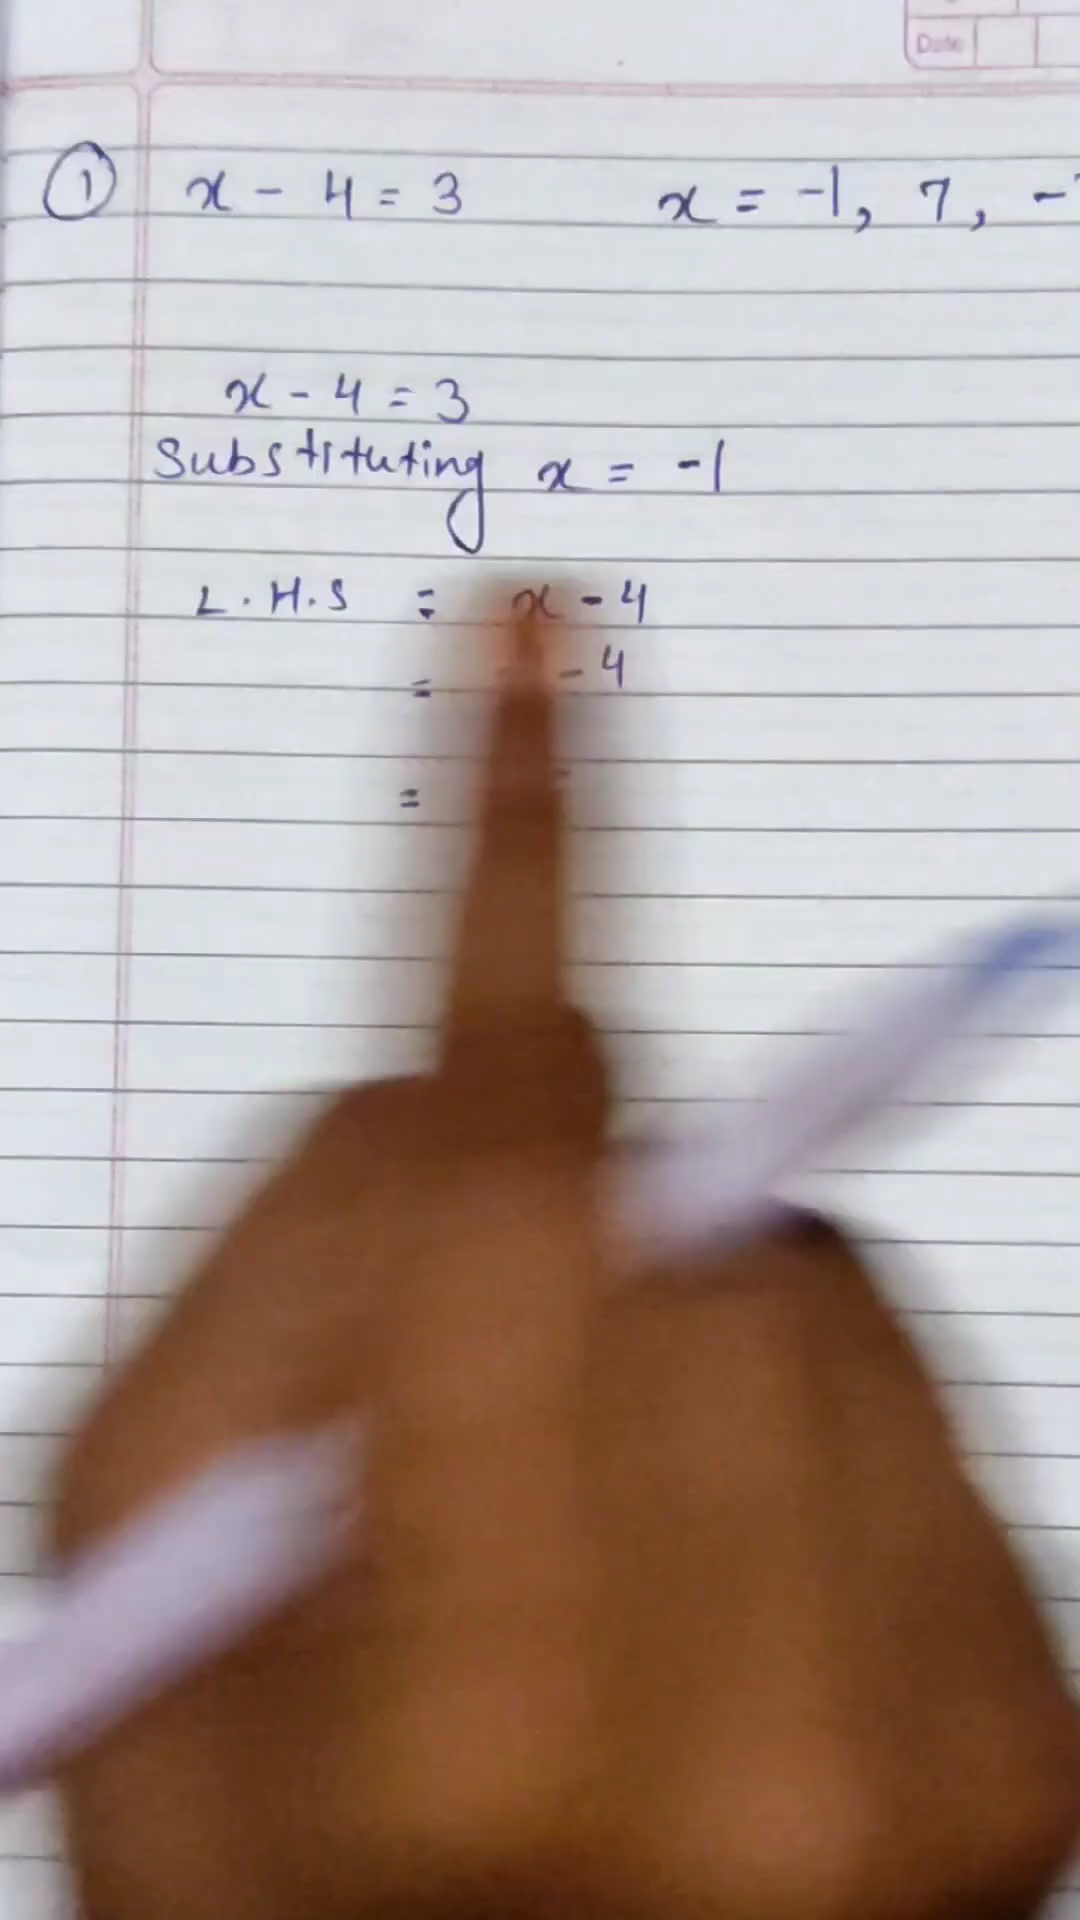 Date
① x - 4 = 3 x = -1, 7, -
x - 4 = 3
Substituting x = -1
L.H.S = x - 4
= - 4
=